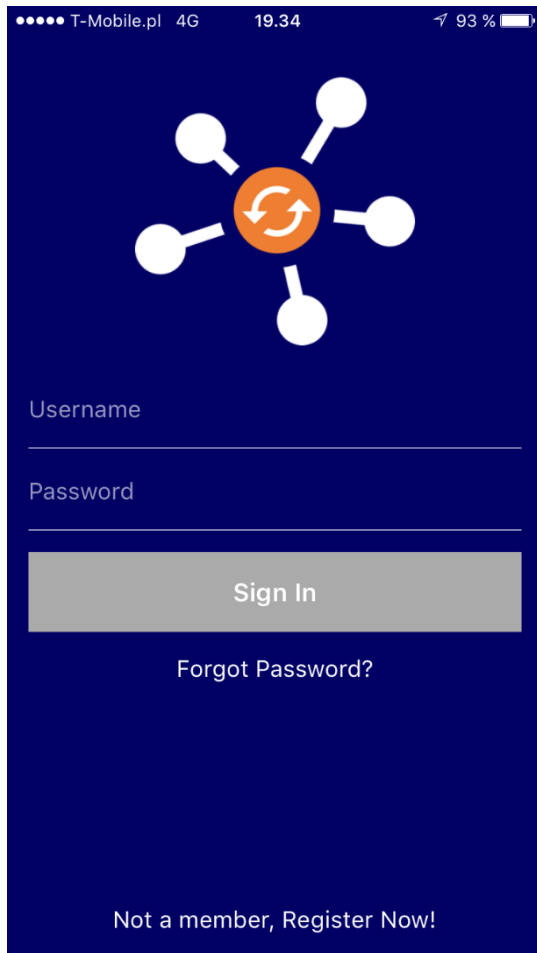 T-Mobile.pl 4G 19.34 93 %
Username
Password
Sign In
Forgot Password?
Not a member, Register Now!